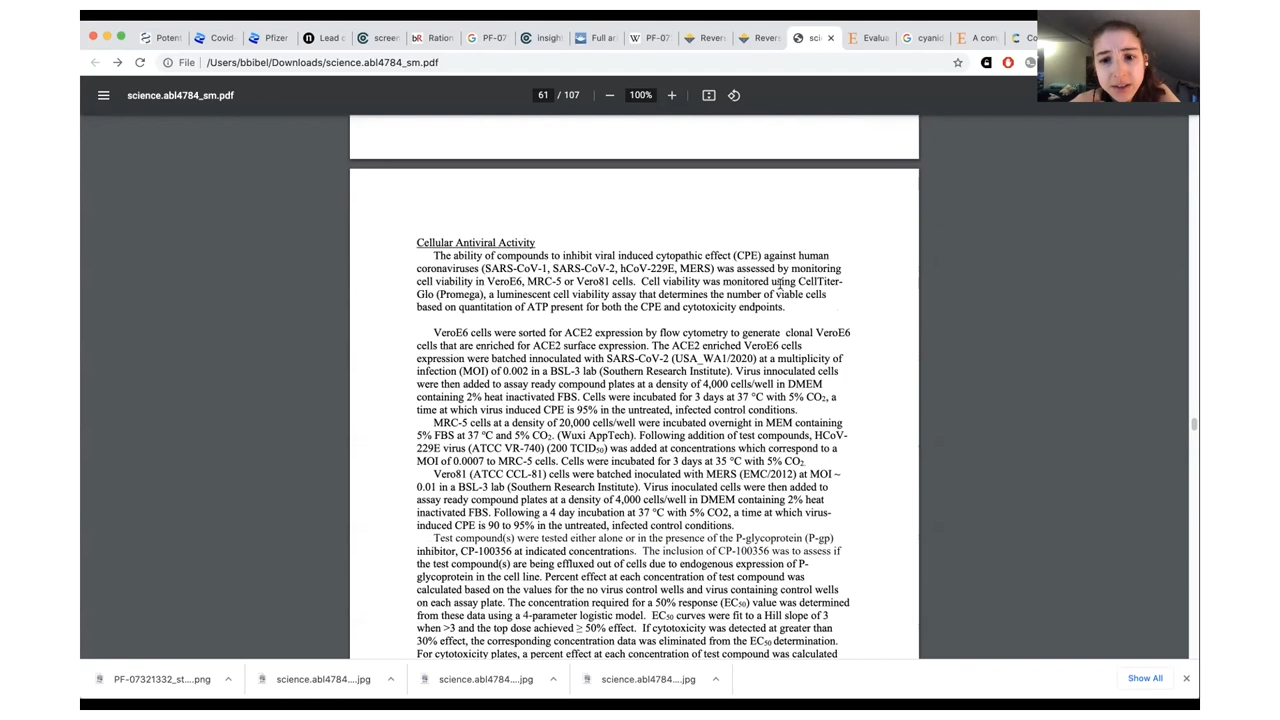 Potent
Covid-
Pfizer
Lead c
screen
Ration
PF-07
insigh
Full ar
PF-07
Revers
Revers
sci
Evalua
cyanid
A com
Co
File | /Users/bbibel/Downloads/science.abl4784_sm.pdf
science.abl4784_sm.pdf
61 / 107
100%
Cellular Antiviral Activity
The ability of compounds to inhibit viral induced cytopathic effect (CPE) against human
coronaviruses (SARS-CoV-1, SARS-CoV-2, hCoV-229E, MERS) was assessed by monitoring
cell viability in VeroE6, MRC-5 or Vero81 cells. Cell viability was monitored using CellTiter-
Glo (Promega), a luminescent cell viability assay that determines the number of viable cells
based on quantitation of ATP present for both the CPE and cytotoxicity endpoints.
VeroE6 cells were sorted for ACE2 expression by flow cytometry to generate clonal VeroE6
cells that are enriched for ACE2 surface expression. The ACE2 enriched VeroE6 cells
expression were batched innoculated with SARS-CoV-2 (USA_WA1/2020) at a multiplicity of
infection (MOI) of 0.002 in a BSL-3 lab (Southern Research Institute). Virus innoculated cells
were then added to assay ready compound plates at a density of 4,000 cells/well in DMEM
containing 2% heat inactivated FBS. Cells were incubated for 3 days at 37 °C with 5% CO₂, a
time at which virus induced CPE is 95% in the untreated, infected control conditions.
MRC-5 cells at a density of 20,000 cells/well were incubated overnight in MEM containing
5% FBS at 37 °C and 5% CO₂. (Wuxi AppTech). Following addition of test compounds, HCoV-
229E virus (ATCC VR-740) (200 TCID₅₀) was added at concentrations which correspond to a
MOI of 0.0007 to MRC-5 cells. Cells were incubated for 3 days at 35 °C with 5% CO₂.
Vero81 (ATCC CCL-81) cells were batched inoculated with MERS (EMC/2012) at MOI ~
0.01 in a BSL-3 lab (Southern Research Institute). Virus inoculated cells were then added to
assay ready compound plates at a density of 4,000 cells/well in DMEM containing 2% heat
inactivated FBS. Following a 4 day incubation at 37 °C with 5% CO2, a time at which virus-
induced CPE is 90 to 95% in the untreated, infected control conditions.
Test compound(s) were tested either alone or in the presence of the P-glycoprotein (P-gp)
inhibitor, CP-100356 at indicated concentrations. The inclusion of CP-100356 was to assess if
the test compound(s) are being effluxed out of cells due to endogenous expression of P-
glycoprotein in the cell line. Percent effect at each concentration of test compound was
calculated based on the values for the no virus control wells and virus containing control wells
on each assay plate. The concentration required for a 50% response (EC₅₀) value was determined
from these data using a 4-parameter logistic model. EC₅₀ curves were fit to a Hill slope of 3
when >3 and the top dose achieved ≥ 50% effect. If cytotoxicity was detected at greater than
30% effect, the corresponding concentration data was eliminated from the EC₅₀ determination.
For cytotoxicity plates, a percent effect at each concentration of test compound was calculated
PF-07321332_st....png
science.abl4784....jpg
science.abl4784....jpg
science.abl4784....jpg
Show All